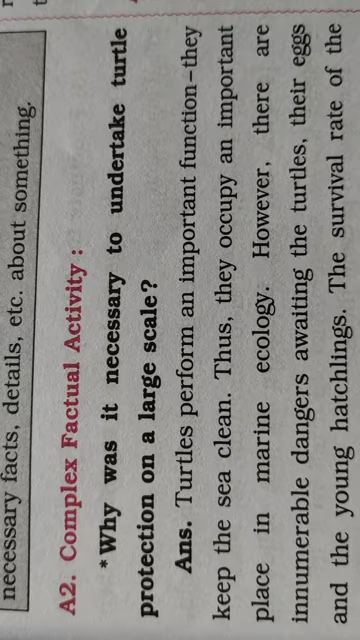 necessary facts, details, etc. about something.
A2. Complex Factual Activity :
*Why was it necessary to undertake turtle
protection on a large scale?
Ans. Turtles perform an important function–they
keep the sea clean. Thus, they occupy an important
place in marine ecology. However, there are
innumerable dangers awaiting the turtles, their eggs
and the young hatchlings. The survival rate of the